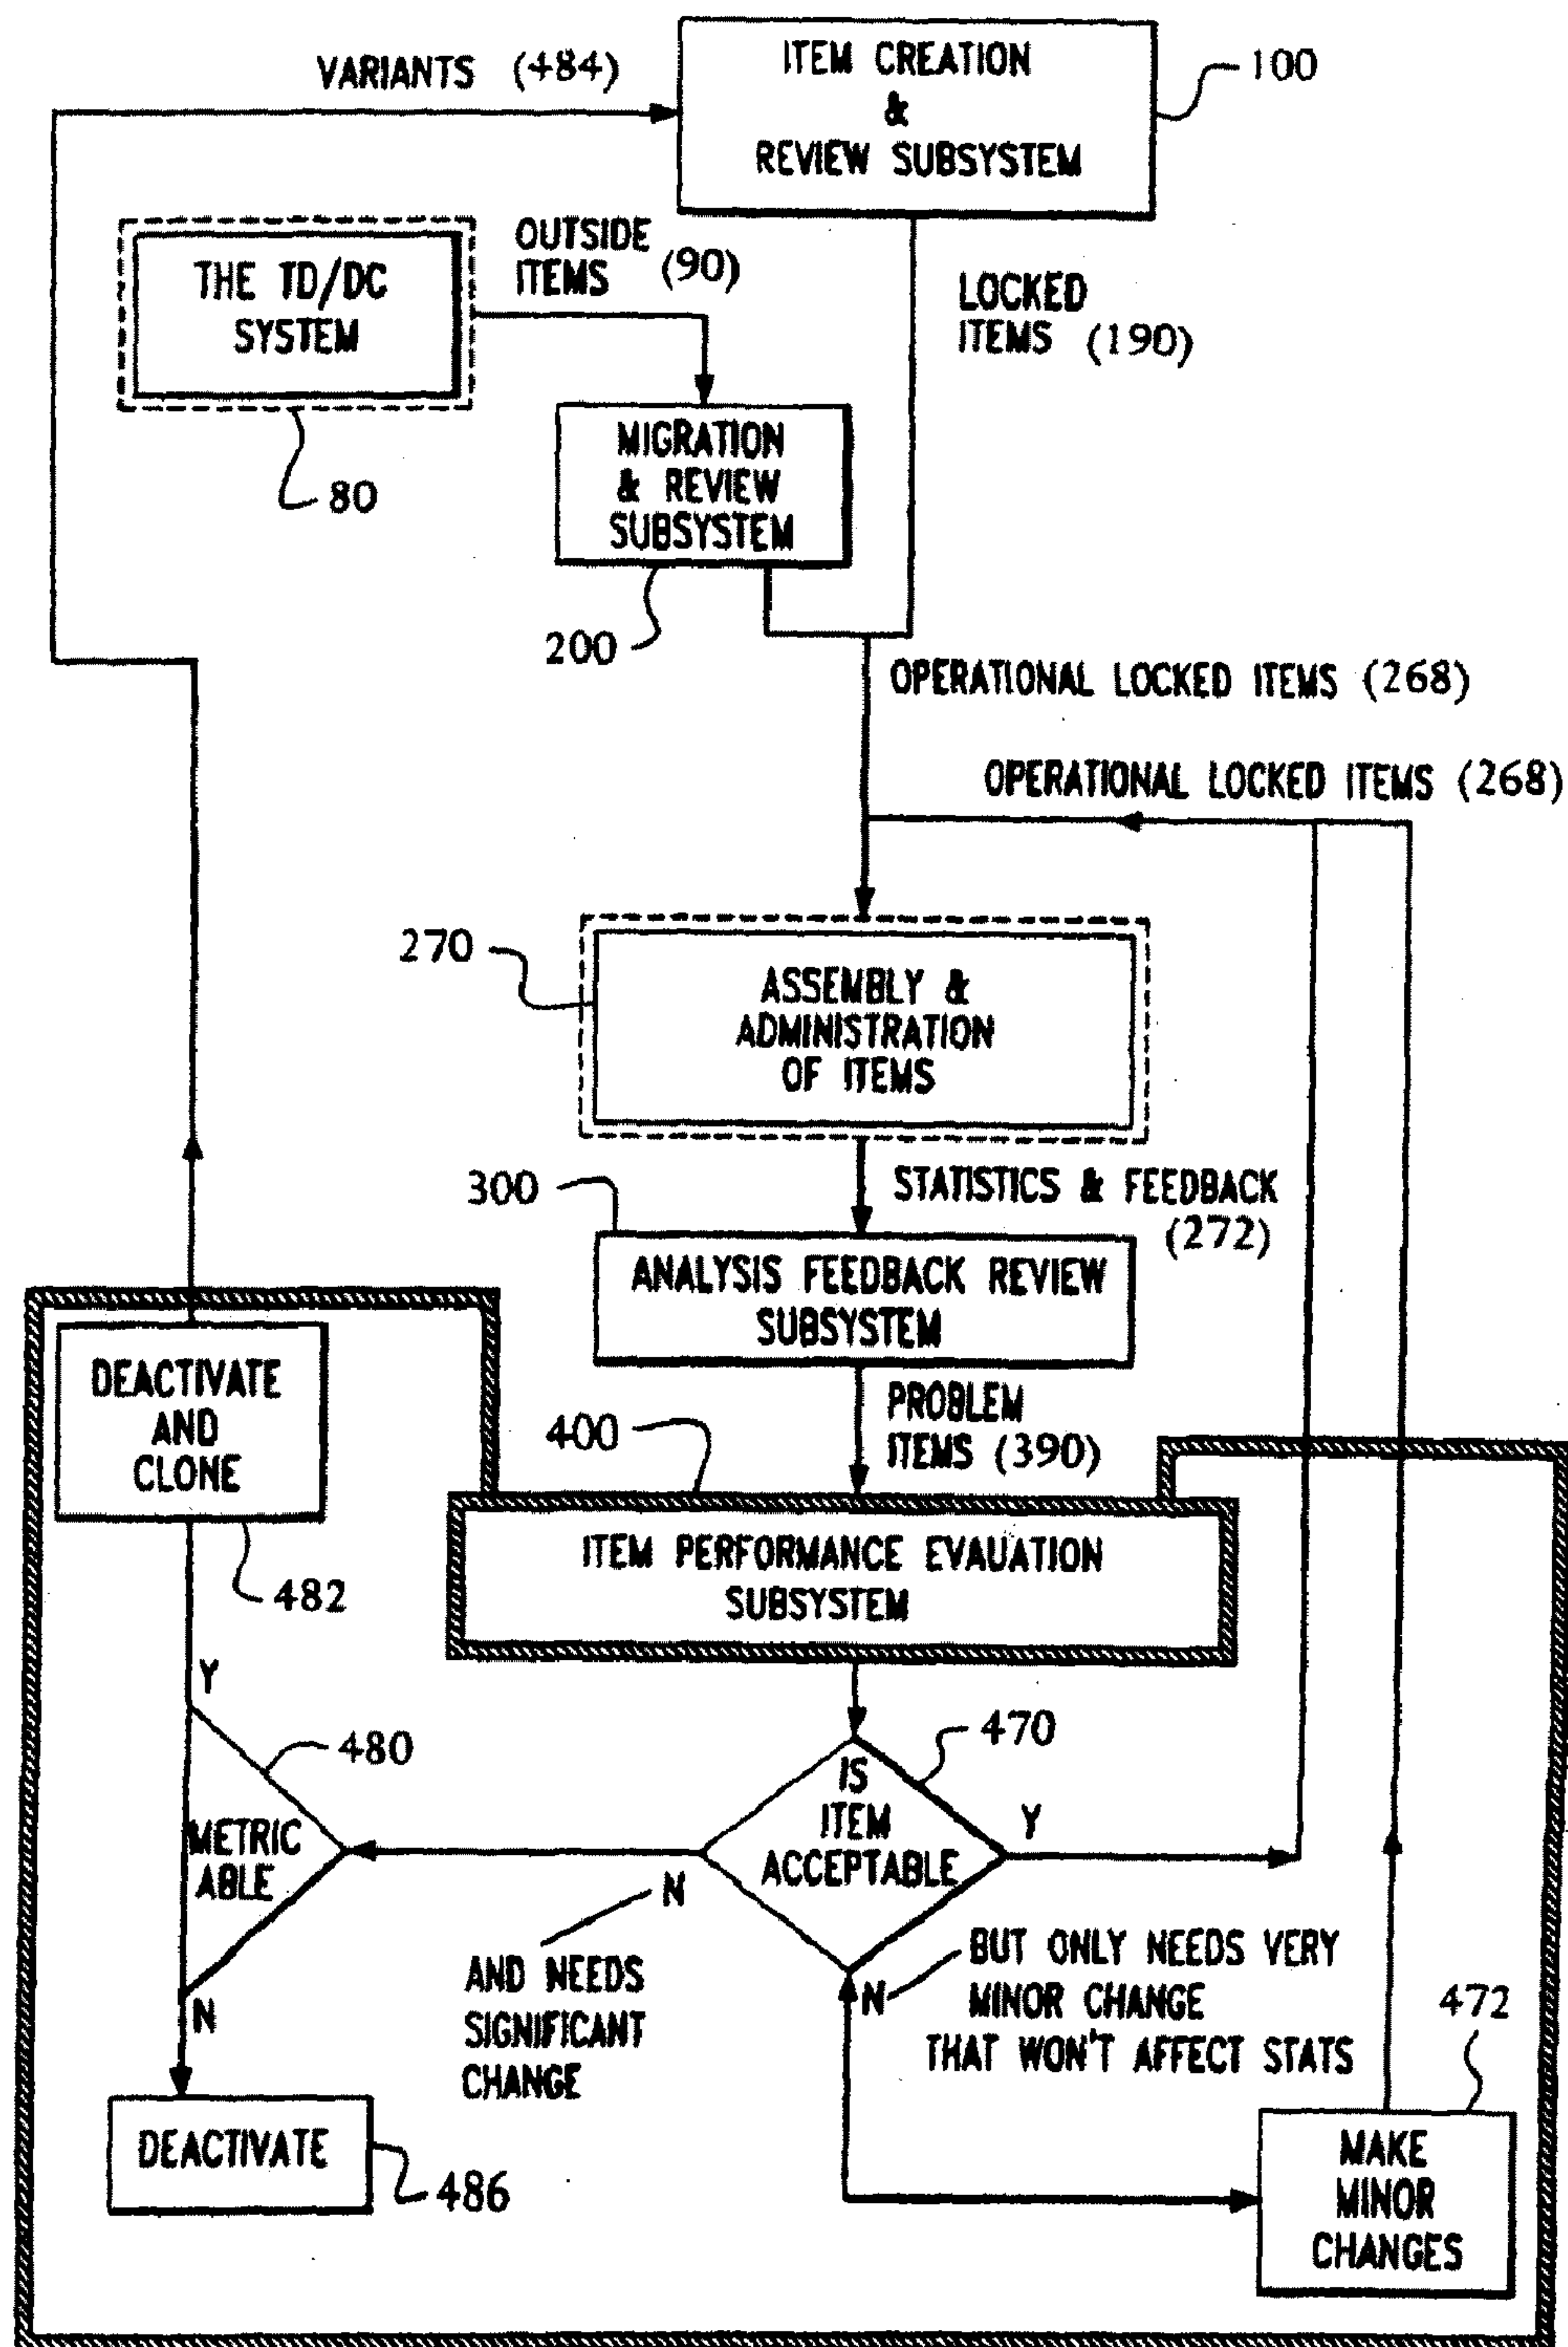 VARIANTS (484)
ITEM CREATION
&
REVIEW SUBSYSTEM
100
THE TD/DC
SYSTEM
80
OUTSIDE
ITEMS (90)
LOCKED
ITEMS (190)
MIGRATION
& REVIEW
SUBSYSTEM
200
OPERATIONAL LOCKED ITEMS (268)
OPERATIONAL LOCKED ITEMS (268)
270
ASSEMBLY &
ADMINISTRATION
OF ITEMS
300
STATISTICS & FEEDBACK
(272)
ANALYSIS FEEDBACK REVIEW
SUBSYSTEM
DEACTIVATE
AND
CLONE
482
400
PROBLEM
ITEMS (390)
ITEM PERFORMANCE EVAUATION
SUBSYSTEM
Y
480
METRIC
ABLE
N
470
IS
ITEM
ACCEPTABLE
Y
N
AND NEEDS
SIGNIFICANT
CHANGE
N
BUT ONLY NEEDS VERY
MINOR CHANGE
THAT WON'T AFFECT STATS
472
DEACTIVATE
486
MAKE
MINOR
CHANGES